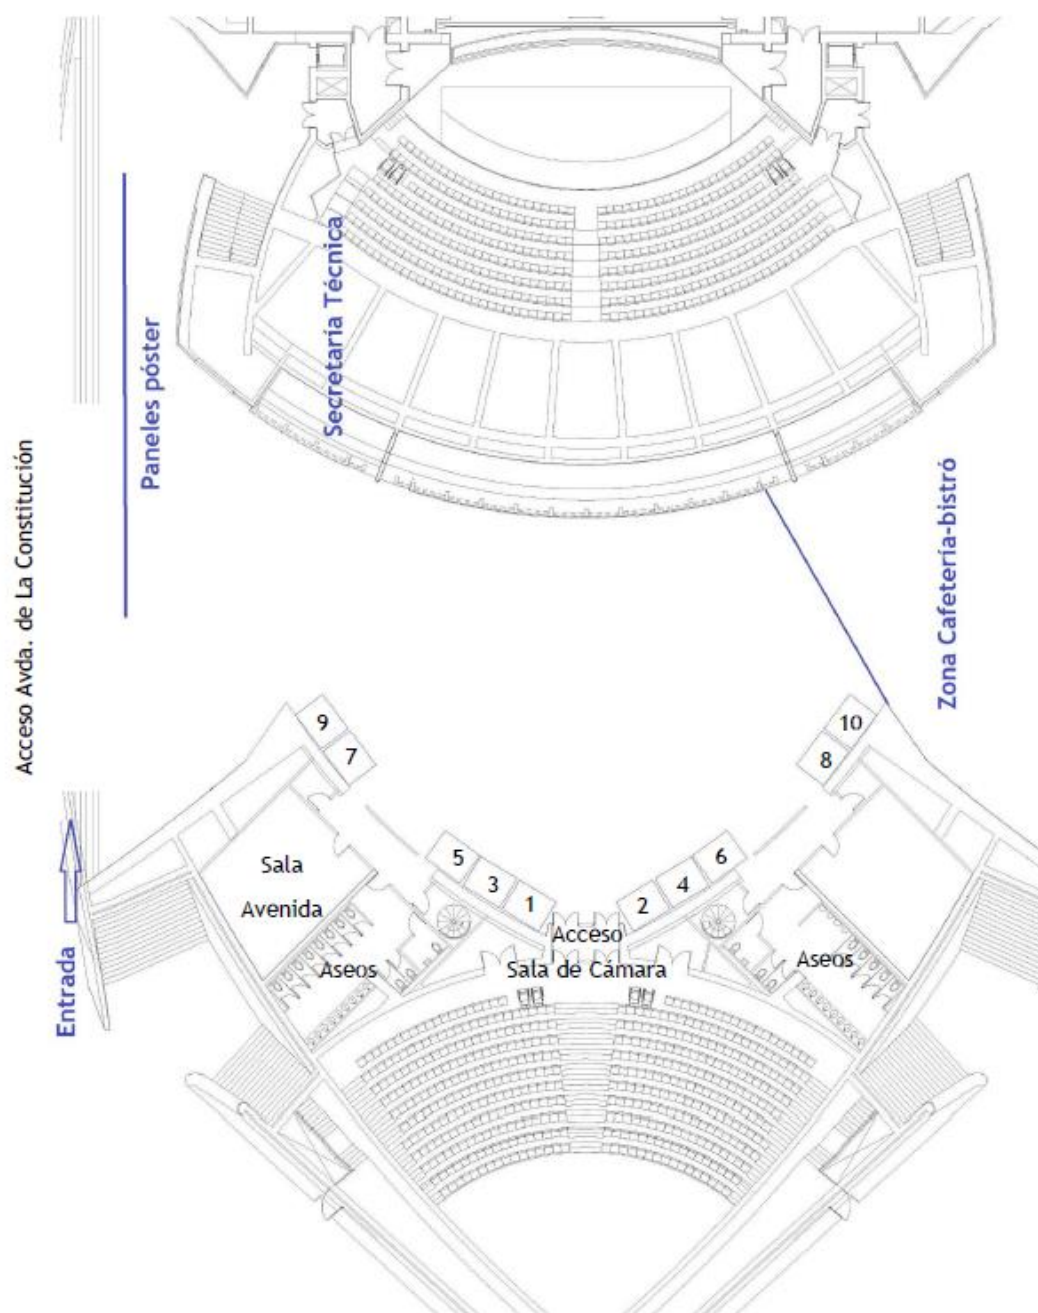 Secretaría Técnica
Paneles póster
Acceso Avda. de La Constitución
Zona Cafetería-bistró
9
10
7
8
5
6
3
4
1
2
Sala
Avenida
Acceso
Sala de Cámara
Aseos
Aseos
Entrada